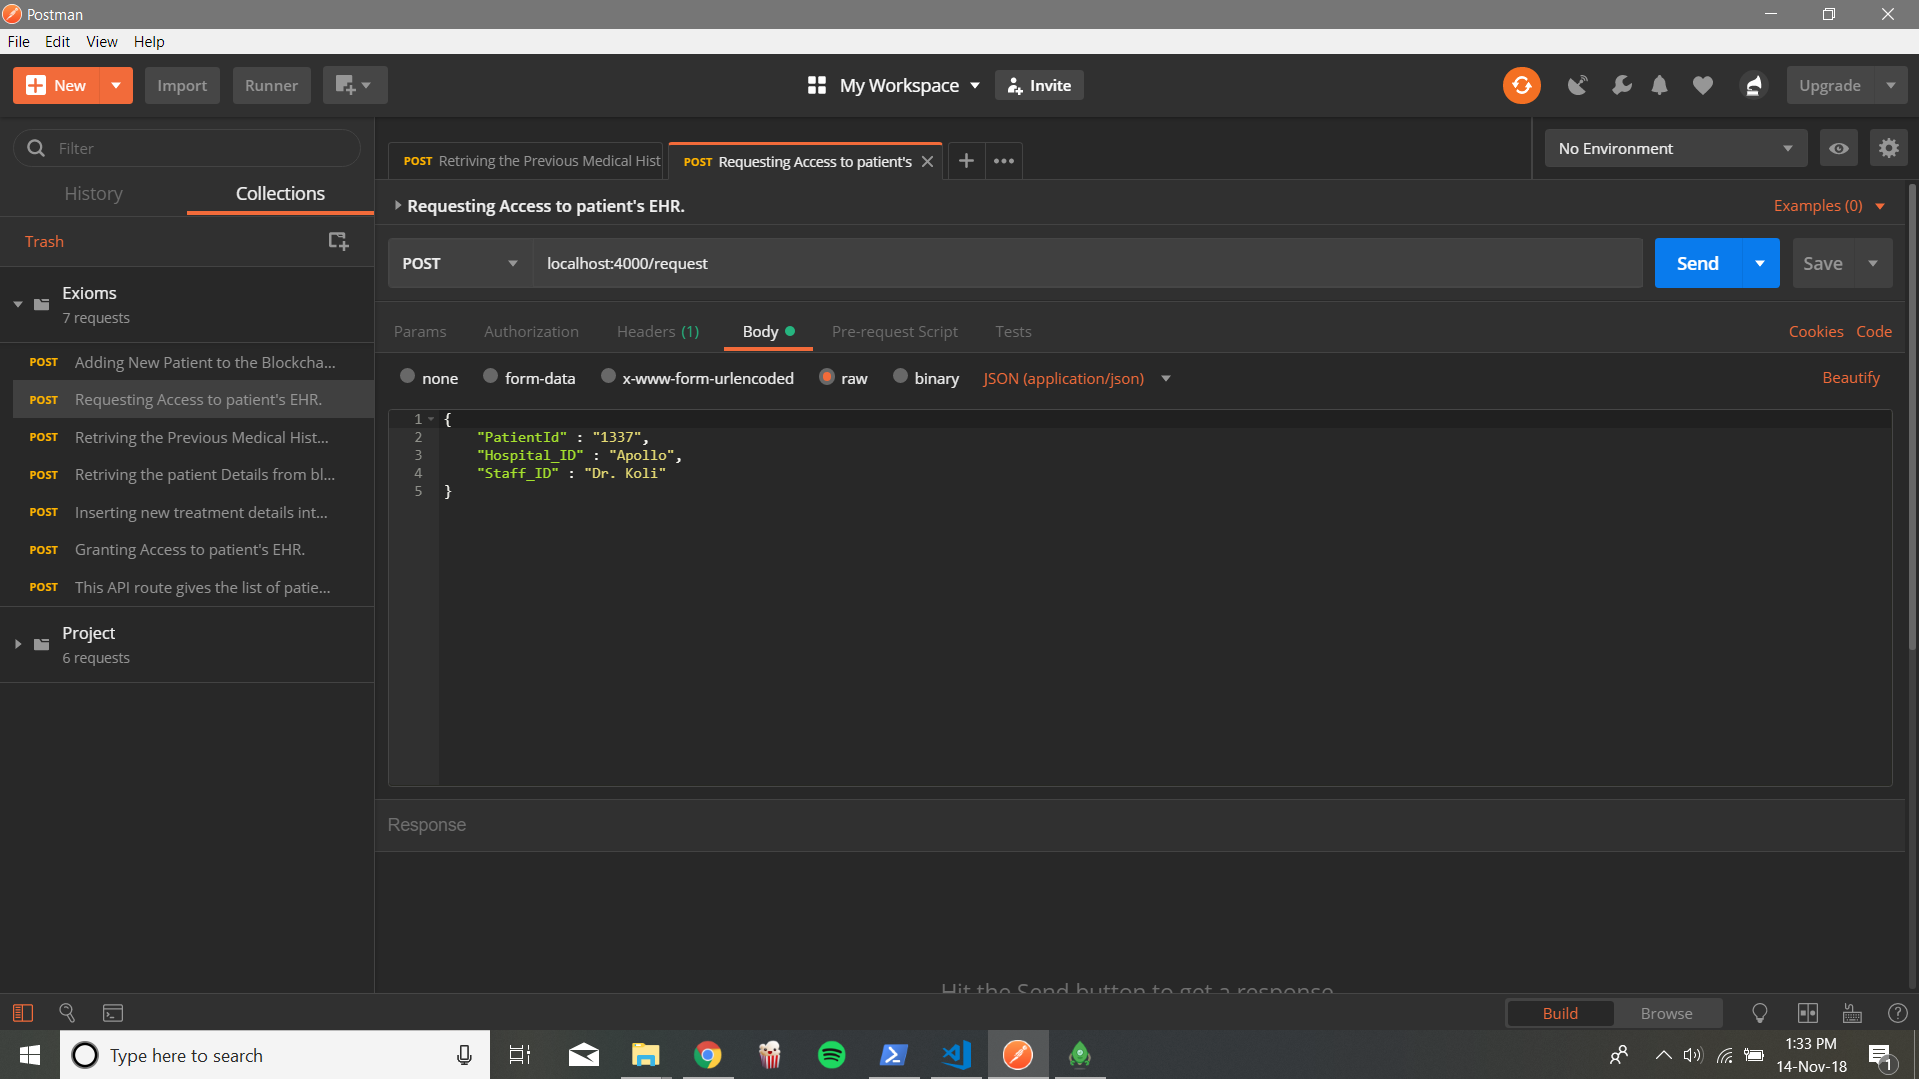 Postman
File Edit View Help
New Import Runner My Workspace Invite Upgrade
Filter
History Collections
Trash
Exioms
7 requests
POST Adding New Patient to the Blockcha...
POST Requesting Access to patient's EHR.
POST Retriving the Previous Medical Hist...
POST Retriving the patient Details from bl...
POST Inserting new treatment details int...
POST Granting Access to patient's EHR.
POST This API route gives the list of patie...
Project
6 requests
POST Retriving the Previous Medical Hist POST Requesting Access to patient's No Environment
Requesting Access to patient's EHR. Examples (0)
POST localhost:4000/request Send Save
Params Authorization Headers (1) Body Pre-request Script Tests Cookies Code
none form-data x-www-form-urlencoded raw binary JSON (application/json) Beautify
1 {
2 "PatientId" : "1337",
3 "Hospital_ID" : "Apollo",
4 "Staff_ID" : "Dr. Koli"
5 }
Response
Hit the Send button to get a response.
Build Browse
Type here to search
1:33 PM
14-Nov-18
1